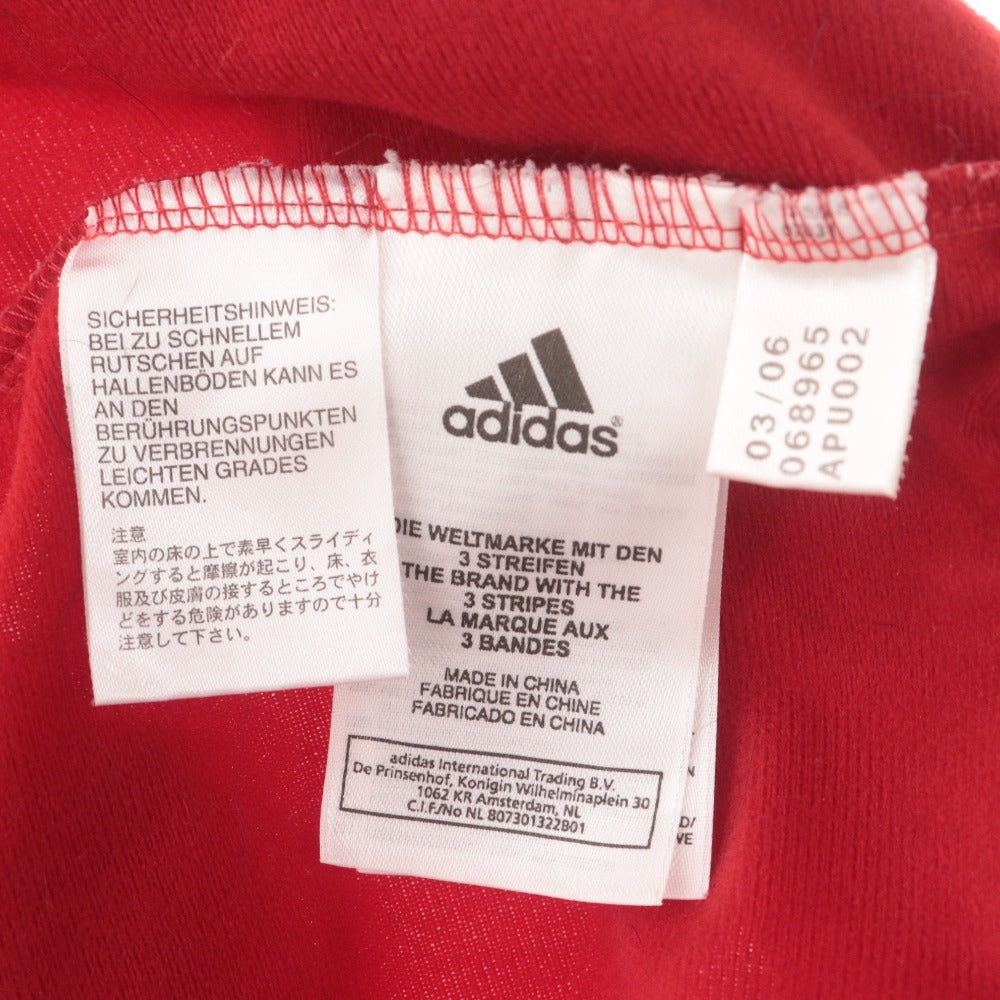 SICHERHEITSHINWEIS:
BEI ZU SCHNELLEM
RUTSCHEN AUF
HALLENBÖDEN KANN ES
AN DEN
BERÜHRUNGSPUNKTEN
ZU VERBRENNUNGEN
LEICHTEN GRADES
KOMMEN.
注意
室内の床の上で素早くスライディ
ングすると摩擦が起こり、床、衣
服及び皮膚の接するところでやけ
どをする危険がありますので十分
注意して下さい。
adidas®
DIE WELTMARKE MIT DEN
3 STREIFEN
THE BRAND WITH THE
3 STRIPES
LA MARQUE AUX
3 BANDES
MADE IN CHINA
FABRIQUE EN CHINE
FABRICADO EN CHINA
adidas International Trading B.V.
De Prinsenhof, Konigin Wilhelminaplein 30
1062 KR Amsterdam, NL
C.I.F./No NL 807301322B01
03/06
068965
APU002
N
D/
WE